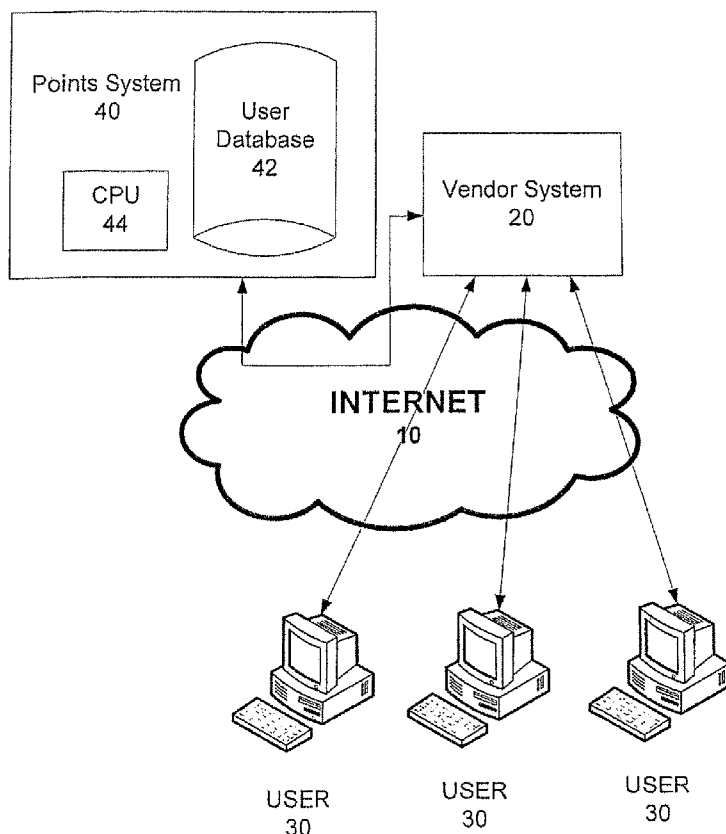 Points System
40
User
Database
42
CPU
44
Vendor System
20
INTERNET
10
USER
30
USER
30
USER
30